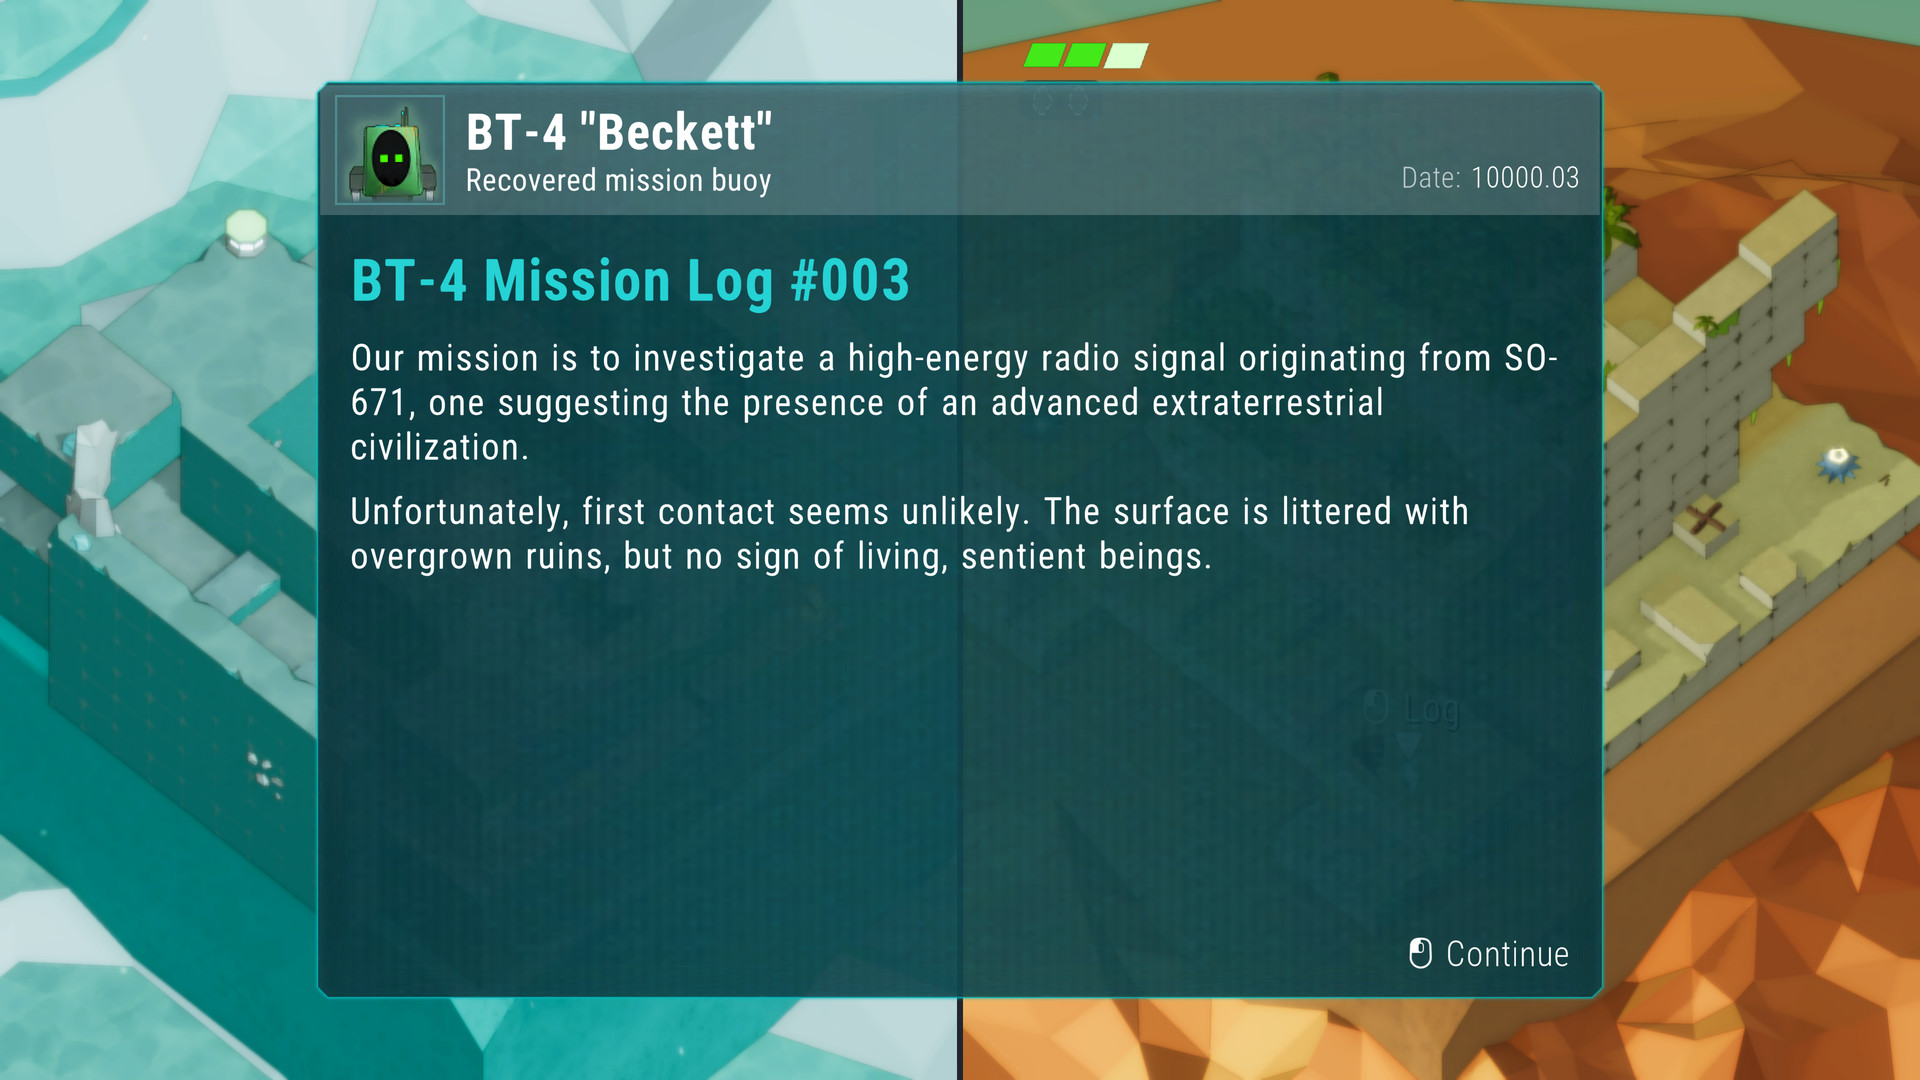 BT-4 "Beckett"
Recovered mission buoy
Date: 10000.03
BT-4 Mission Log #003
Our mission is to investigate a high-energy radio signal originating from SO-
671, one suggesting the presence of an advanced extraterrestrial
civilization.
Unfortunately, first contact seems unlikely. The surface is littered with
overgrown ruins, but no sign of living, sentient beings.
Log
Continue